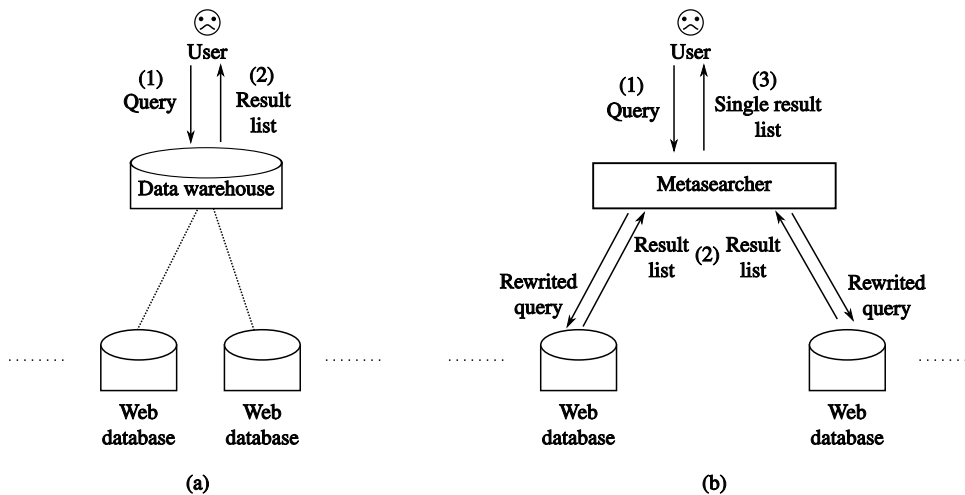 User
(1)
Query
(2)
Result
list
Data warehouse
Web
database
Web
database
(a)
User
(1)
Query
(3)
Single result
list
Metasearcher
Result
list
(2)
Result
list
Rewrited
query
Rewrited
query
Web
database
Web
database
(b)